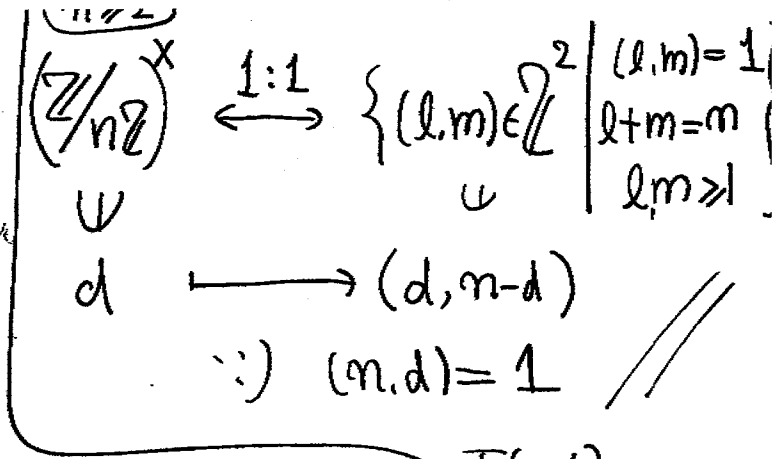 (ℤ/nℤ)^× 1:1 ⟷ {(l,m)∈ℤ² | (l,m)=1
l+m=n
l,m≥1
∪ ∪
d ⟼ (d,n-d)
∵) (n,d)=1 //